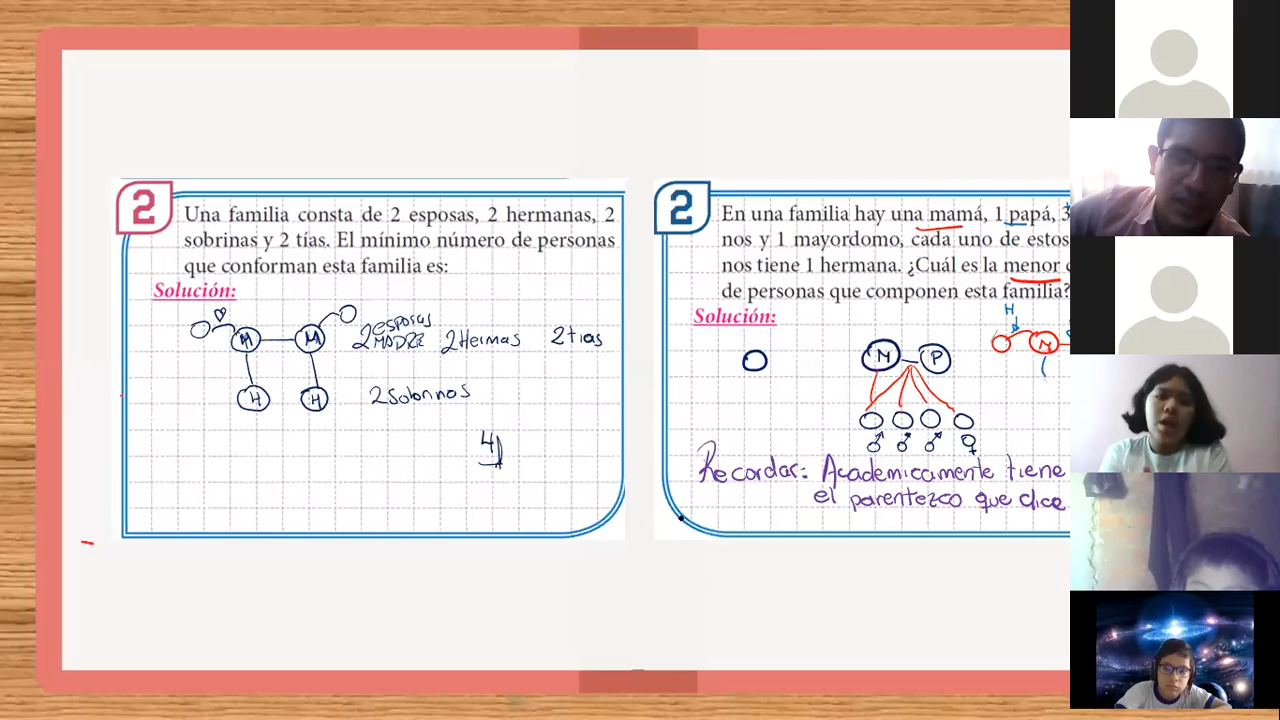 2
Una familia consta de 2 esposas, 2 hermanas, 2
sobrinas y 2 tías. El mínimo número de personas
que conforman esta familia es:
Solución:
M M
2 esposas
MADRE
2 Hermas
2 tias
H H
2 Sobrinos
4
2
En una familia hay una mamá, 1 papá, 3
nos y 1 mayordomo, cada uno de estos
nos tiene 1 hermana. ¿Cuál es la menor
de personas que componen esta familia?
Solución:
H
M P
M
Recordar: Academicamente tiene
el parentezco que dice